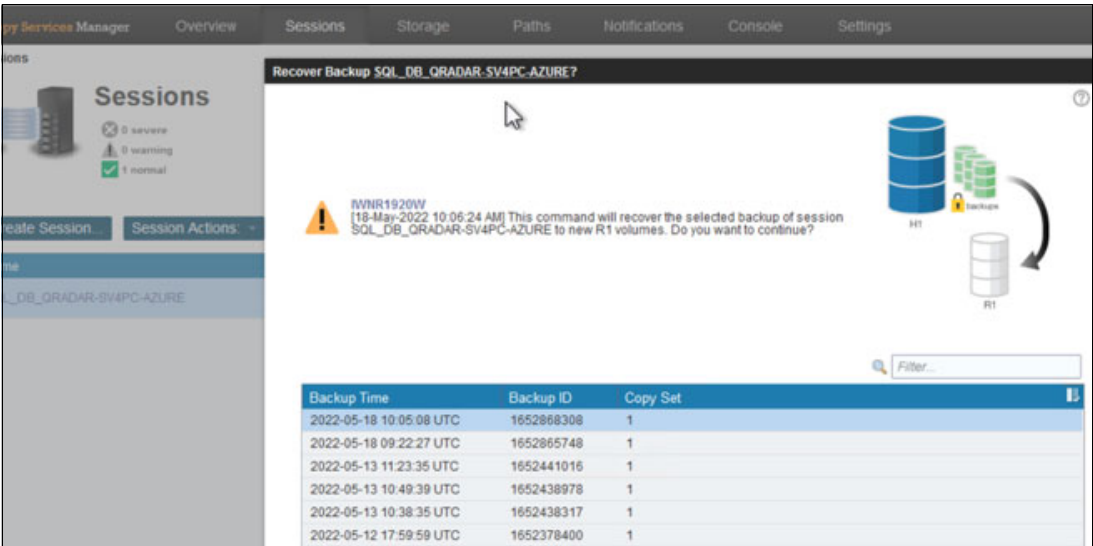 py Services Manager Overview Sessions Storage Paths Notifications Console Settings
ions
Recover Backup SQL_DB_QRADAR-SV4PC-AZURE?
Sessions
0 severe
0 warning
1 normal
backups
H1
R1
IWNR1920W
[18-May-2022 10:06:24 AM] This command will recover the selected backup of session
SQL_DB_QRADAR-SV4PC-AZURE to new R1 volumes. Do you want to continue?
reate Session... Session Actions:
me
L_DB_QRADAR-SV4PC-AZURE
Filter...
Backup Time Backup ID Copy Set
2022-05-18 10:05:08 UTC 1652868308 1
2022-05-18 09:22:27 UTC 1652865748 1
2022-05-13 11:23:35 UTC 1652441016 1
2022-05-13 10:49:39 UTC 1652438978 1
2022-05-13 10:38:35 UTC 1652438317 1
2022-05-12 17:59:59 UTC 1652378400 1